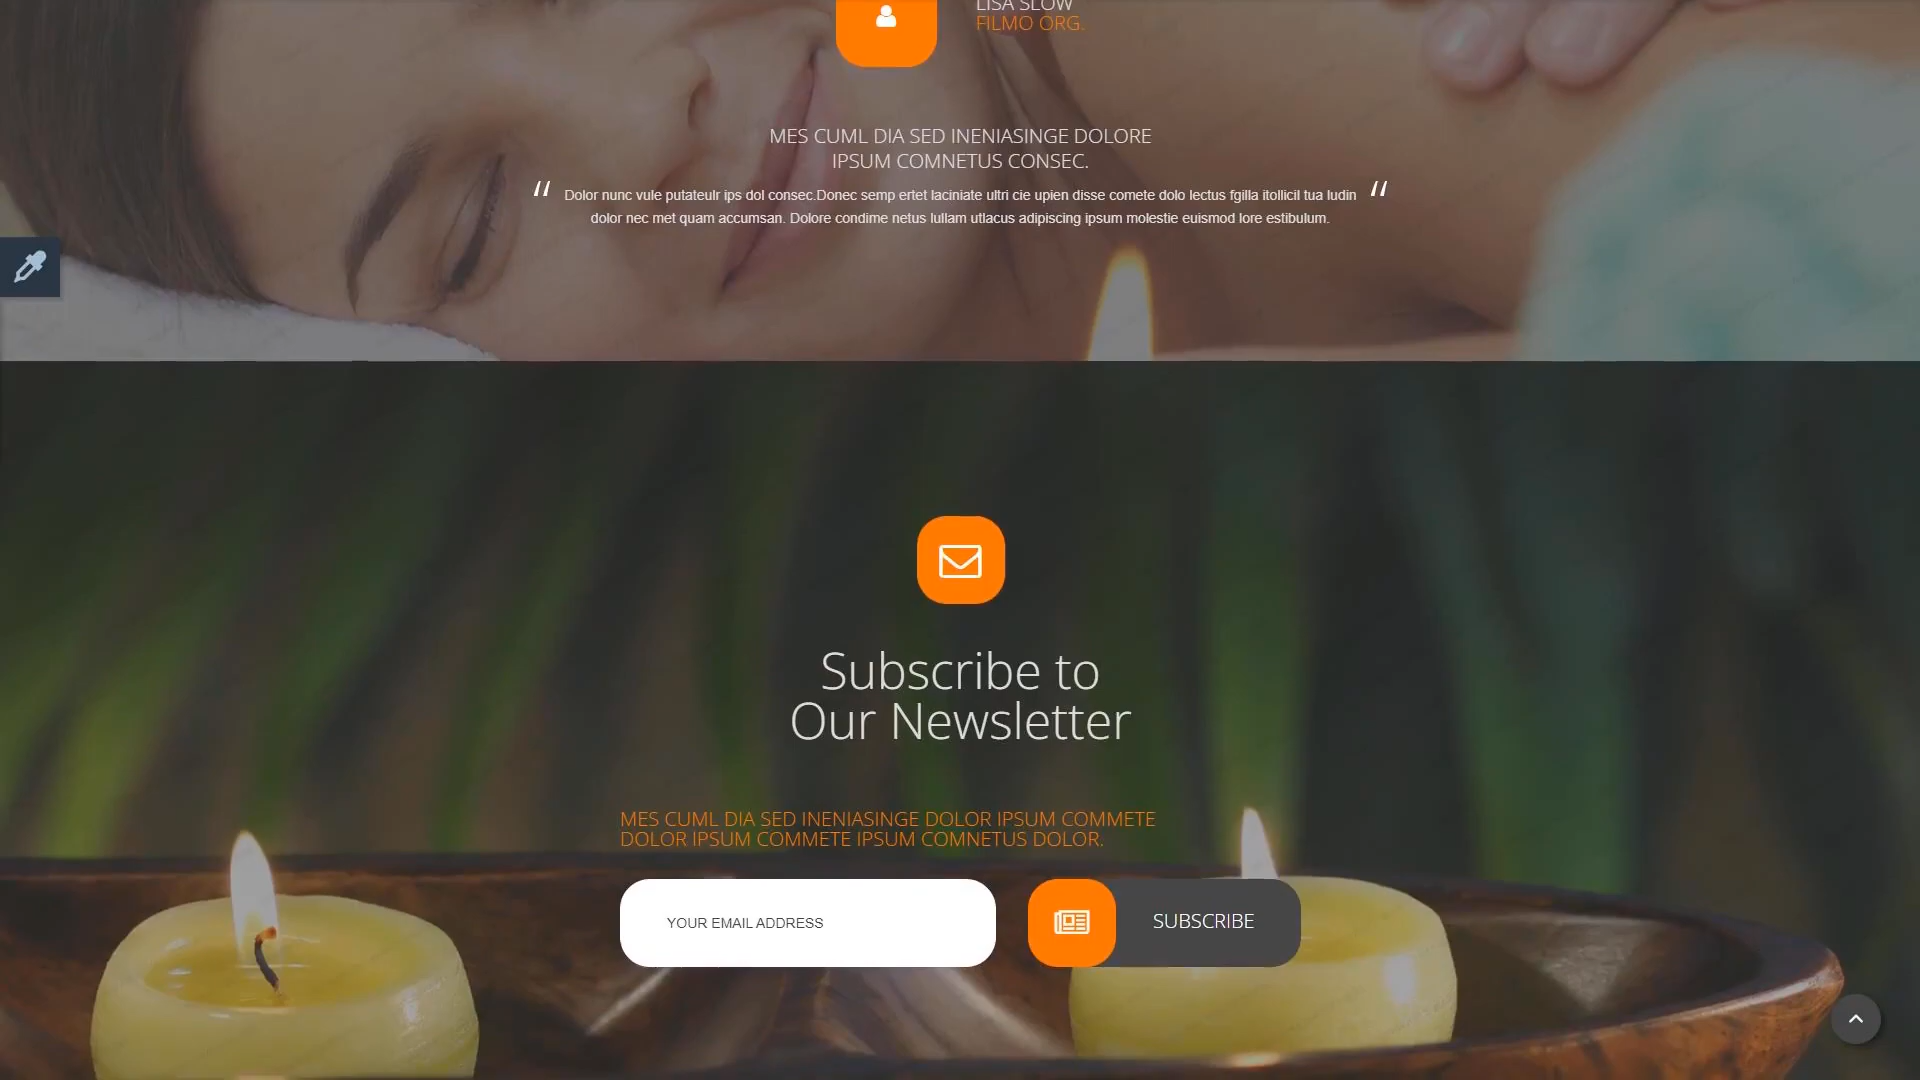 LISA SLOW
FILMO ORG.
MES CUML DIA SED INENIASINGE DOLORE
IPSUM COMNETUS CONSEC.
“ Dolor nunc vule putateulr ips dol consec.Donec semp ertet laciniate ultri cie upien disse comete dolo lectus fgilla itollicil tua ludin “
dolor nec met quam accumsan. Dolore condime netus lullam utlacus adipiscing ipsum molestie euismod lore estibulum.
Subscribe to
Our Newsletter
MES CUML DIA SED INENIASINGE DOLOR IPSUM COMMETE
DOLOR IPSUM COMMETE IPSUM COMNETUS DOLOR.
YOUR EMAIL ADDRESS
SUBSCRIBE